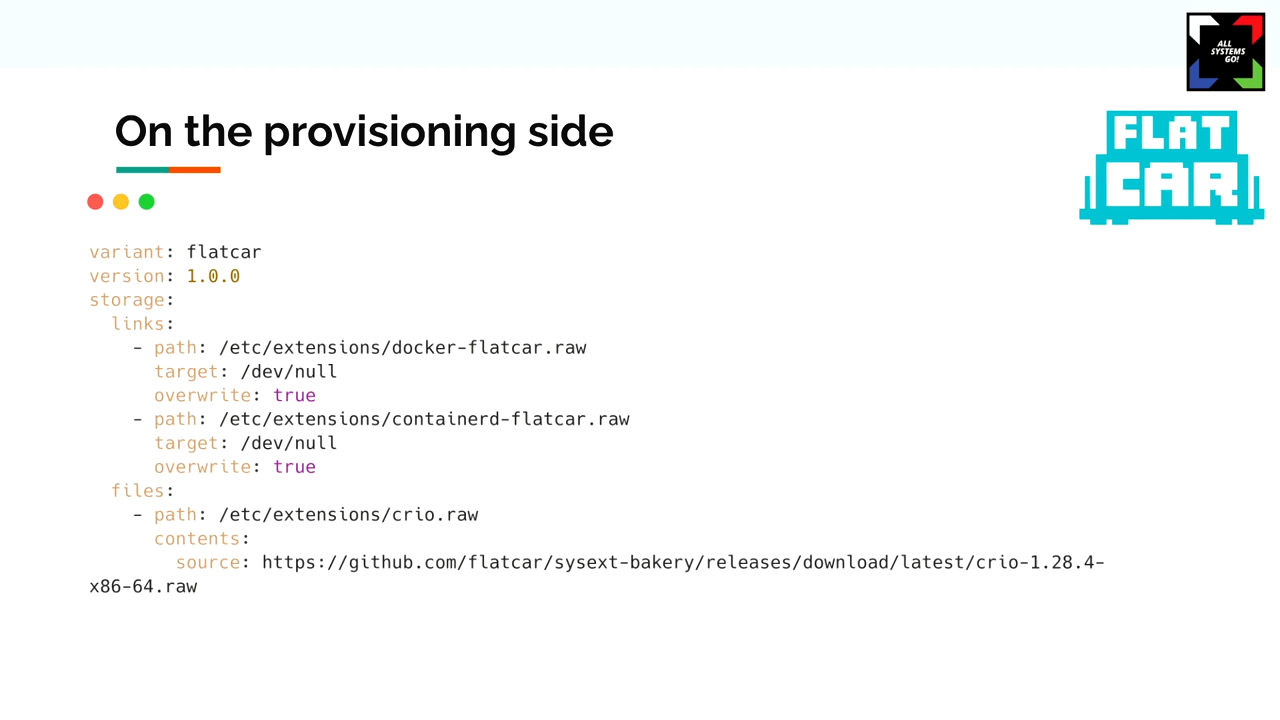 ALL
SYSTEMS
GO!
FLAT
CAR
On the provisioning side
variant: flatcar
version: 1.0.0
storage:
  links:
    - path: /etc/extensions/docker-flatcar.raw
      target: /dev/null
      overwrite: true
    - path: /etc/extensions/containerd-flatcar.raw
      target: /dev/null
      overwrite: true
  files:
    - path: /etc/extensions/crio.raw
      contents:
        source: https://github.com/flatcar/sysext-bakery/releases/download/latest/crio-1.28.4-
x86-64.raw